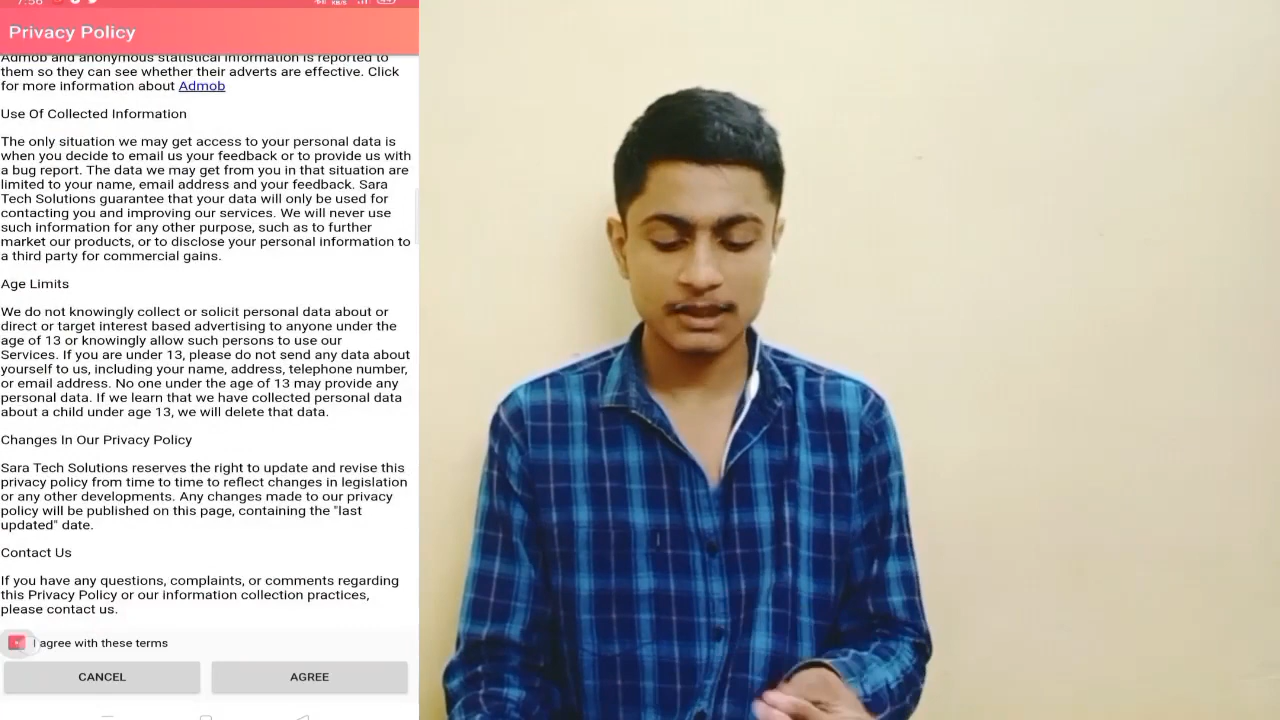 7:56
Privacy Policy
Admob and anonymous statistical information is reported to
them so they can see whether their adverts are effective. Click
for more information about Admob
Use Of Collected Information
The only situation we may get access to your personal data is
when you decide to email us your feedback or to provide us with
a bug report. The data we may get from you in that situation are
limited to your name, email address and your feedback. Sara
Tech Solutions guarantee that your data will only be used for
contacting you and improving our services. We will never use
such information for any other purpose, such as to further
market our products, or to disclose your personal information to
a third party for commercial gains.
Age Limits
We do not knowingly collect or solicit personal data about or
direct or target interest based advertising to anyone under the
age of 13 or knowingly allow such persons to use our
Services. If you are under 13, please do not send any data about
yourself to us, including your name, address, telephone number,
or email address. No one under the age of 13 may provide any
personal data. If we learn that we have collected personal data
about a child under age 13, we will delete that data.
Changes In Our Privacy Policy
Sara Tech Solutions reserves the right to update and revise this
privacy policy from time to time to reflect changes in legislation
or any other developments. Any changes made to our privacy
policy will be published on this page, containing the "last
updated" date.
Contact Us
If you have any questions, complaints, or comments regarding
this Privacy Policy or our information collection practices,
please contact us.
I agree with these terms
CANCEL
AGREE